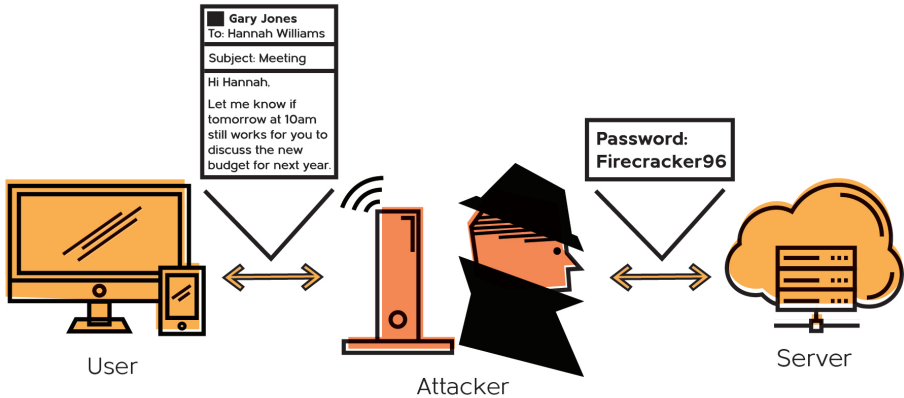 Gary Jones
To: Hannah Williams
Subject: Meeting
Hi Hannah,
Let me know if
tomorrow at 10am
still works for you to
discuss the new
budget for next year.
Password:
Firecracker96
User
Attacker
Server